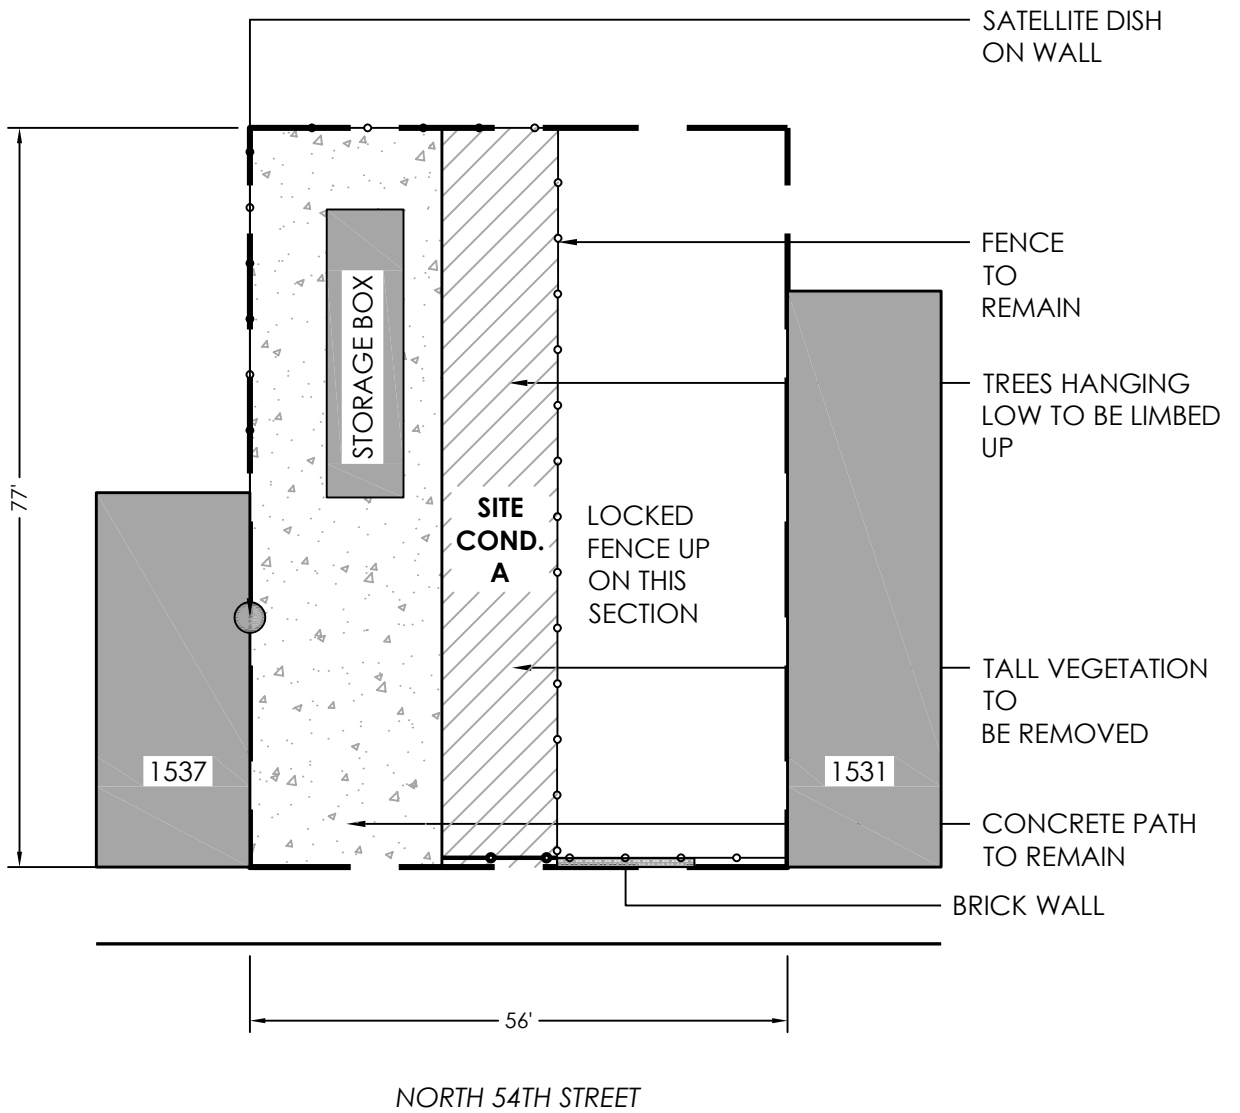 SATELLITE DISH
ON WALL
FENCE
TO
REMAIN
STORAGE BOX
TREES HANGING
LOW TO BE LIMBED
UP
77'
SITE
COND.
A
LOCKED
FENCE UP
ON THIS
SECTION
TALL VEGETATION
TO
BE REMOVED
1537
1531
CONCRETE PATH
TO REMAIN
BRICK WALL
56'
NORTH 54TH STREET